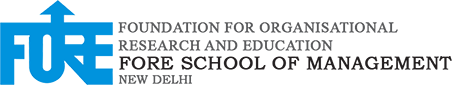 FORE
FOUNDATION FOR ORGANISATIONAL
RESEARCH AND EDUCATION
FORE SCHOOL OF MANAGEMENT
NEW DELHI